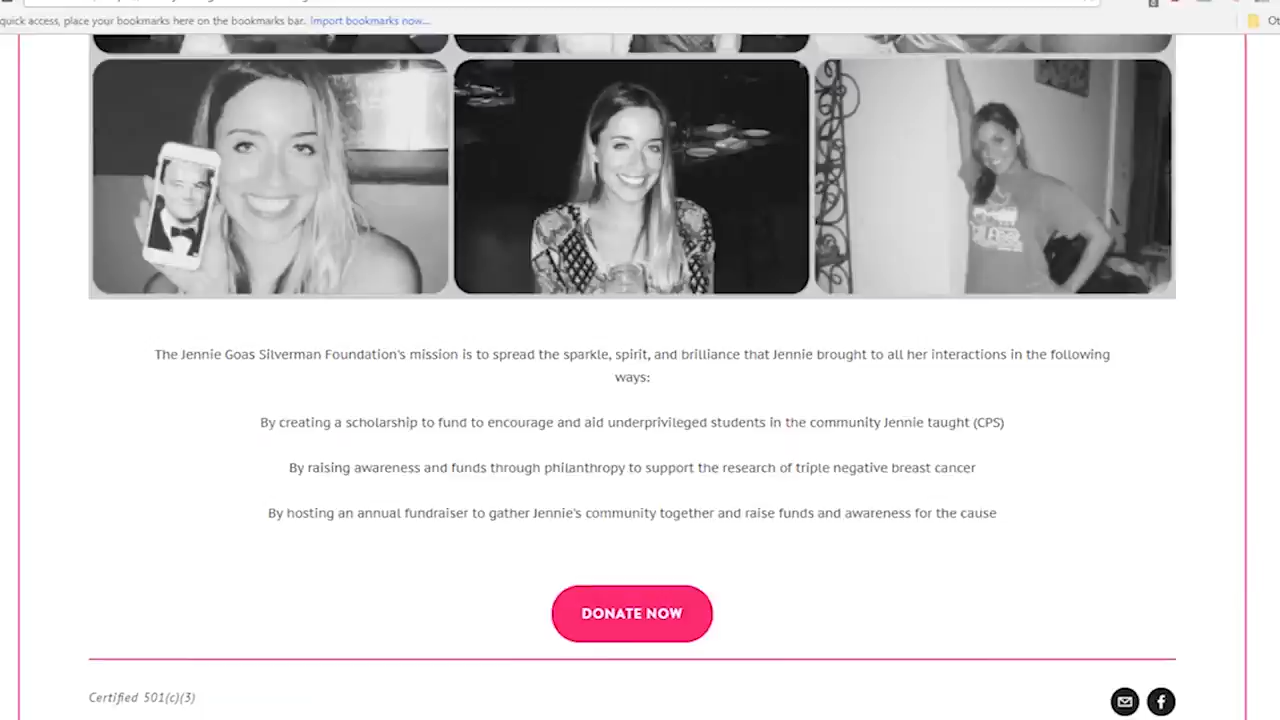 quick access, place your bookmarks here on the bookmarks bar. Import bookmarks now...
The Jennie Goas Silverman Foundation's mission is to spread the sparkle, spirit, and brilliance that Jennie brought to all her interactions in the following
ways:
By creating a scholarship to fund to encourage and aid underprivileged students in the community Jennie taught (CPS)
By raising awareness and funds through philanthropy to support the research of triple negative breast cancer
By hosting an annual fundraiser to gather Jennie's community together and raise funds and awareness for the cause
DONATE NOW
Certified 501(c)(3)